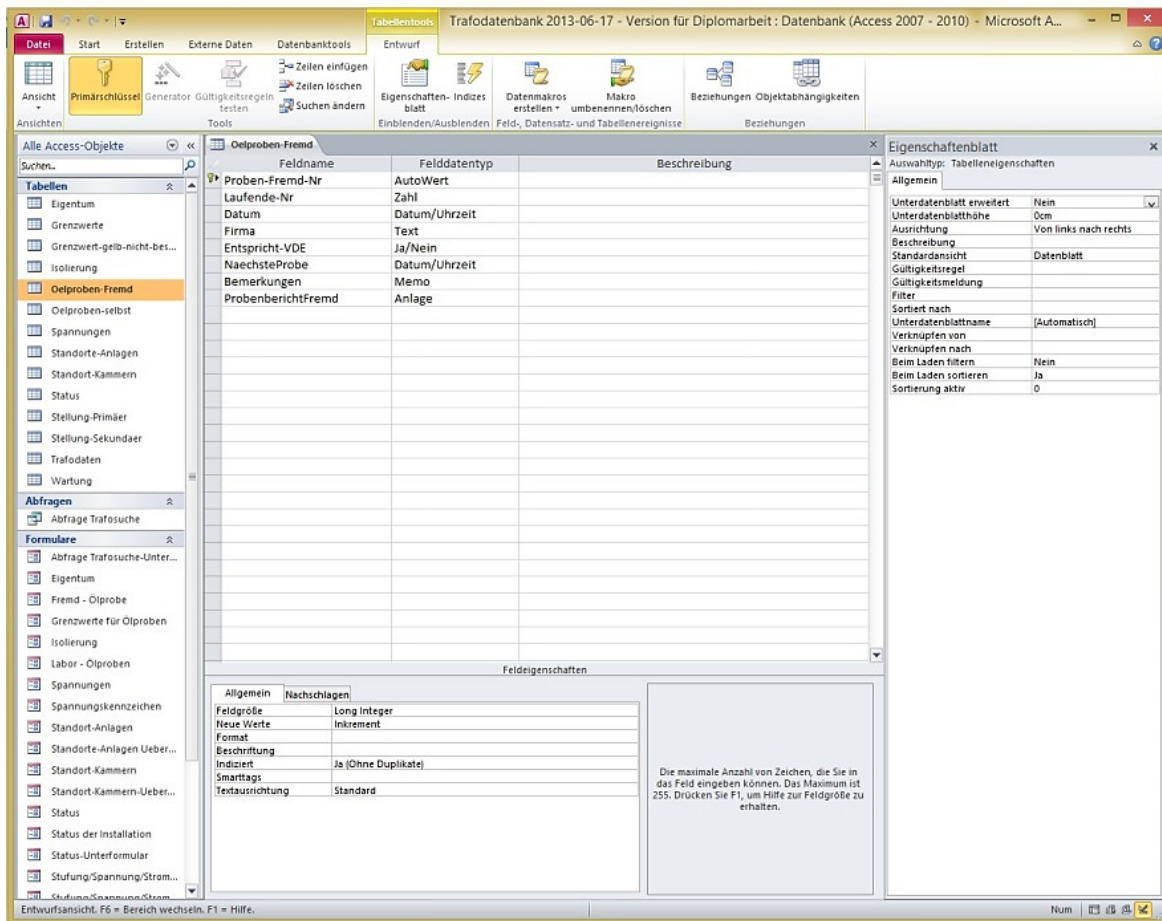 Tabellentools Trafodatenbank 2013-06-17 - Version für Diplomarbeit : Datenbank (Access 2007 - 2010) - Microsoft A...
Datei Start Erstellen Externe Daten Datenbanktools Entwurf
Ansicht
Primärschlüssel
Generator
Gültigkeitsregeln
testen
Zeilen einfügen
Zeilen löschen
Suchen ändern
Eigenschaften-
blatt
Indizes
Datenmakros
erstellen
Makro
umbenennen/löschen
Beziehungen
Objektabhängigkeiten
Ansichten Tools Einblenden/Ausblenden Feld-, Datensatz- und Tabellenereignisse Beziehungen
Alle Access-Objekte
Suchen...
Tabellen
Eigentum
Grenzwerte
Grenzwert-gelb-nicht-bes...
Isolierung
Oelproben-Fremd
Oelproben-selbst
Spannungen
Standorte-Anlagen
Standort-Kammern
Status
Stellung-Primäer
Stellung-Sekundaer
Trafodaten
Wartung
Abfragen
Abfrage Trafosuche
Formulare
Abfrage Trafosuche-Unter...
Eigentum
Fremd - Ölprobe
Grenzwerte für Ölproben
Isolierung
Labor - Ölproben
Spannungen
Spannungskennzeichen
Standort-Anlagen
Standorte-Anlagen Ueber...
Standort-Kammern
Standort-Kammern-Ueber...
Status
Status der Installation
Status-Unterformular
Stufung/Spannung/Strom...
Stufung/Spannung/Strom...
Oelproben-Fremd
Feldname Felddatentyp Beschreibung
Proben-Fremd-Nr AutoWert
Laufende-Nr Zahl
Datum Datum/Uhrzeit
Firma Text
Entspricht-VDE Ja/Nein
NaechsteProbe Datum/Uhrzeit
Bemerkungen Memo
ProbenberichtFremd Anlage
Feldeigenschaften
Allgemein Nachschlagen
Feldgröße Long Integer
Neue Werte Inkrement
Format
Beschriftung
Indiziert Ja (Ohne Duplikate)
Smarttags
Textausrichtung Standard
Die maximale Anzahl von Zeichen, die Sie in
das Feld eingeben können. Das Maximum ist
255. Drücken Sie F1, um Hilfe zur Feldgröße zu
erhalten.
Eigenschaftenblatt
Auswahltyp: Tabelleneigenschaften
Allgemein
Unterdatenblatt erweitert Nein
Unterdatenblatthöhe 0cm
Ausrichtung Von links nach rechts
Beschreibung
Standardansicht Datenblatt
Gültigkeitsregel
Gültigkeitsmeldung
Filter
Sortiert nach
Unterdatenblattname [Automatisch]
Verknüpfen von
Verknüpfen nach
Beim Laden filtern Nein
Beim Laden sortieren Ja
Sortierung aktiv 0
Entwurfsansicht. F6 = Bereich wechseln. F1 = Hilfe. Num